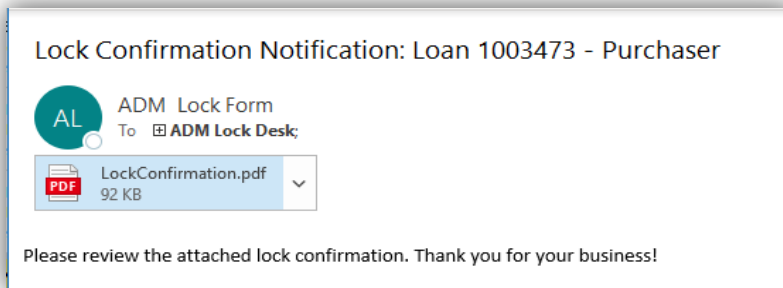 Lock Confirmation Notification: Loan 1003473 - Purchaser
AL
ADM Lock Form
To ADM Lock Desk;
PDF
LockConfirmation.pdf
92 KB
Please review the attached lock confirmation. Thank you for your business!